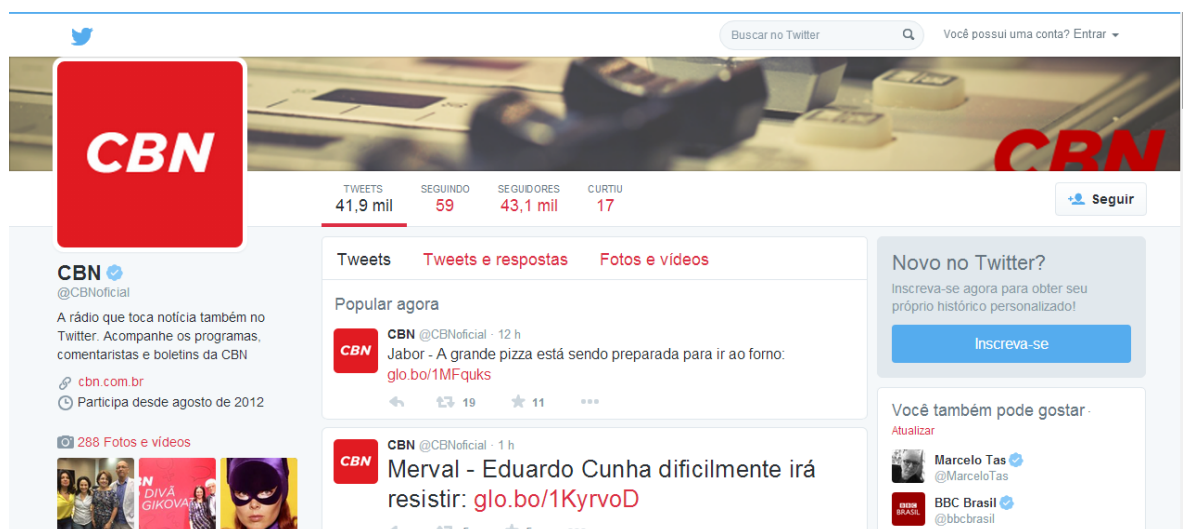 Buscar no Twitter
Você possui uma conta? Entrar
CBN
CBN
TWEETS
41,9 mil
SEGUINDO
59
SEGUIDORES
43,1 mil
CURTIU
17
Seguir
CBN
@CBNoficial
A rádio que toca notícia também no
Twitter. Acompanhe os programas,
comentaristas e boletins da CBN
cbn.com.br
Participa desde agosto de 2012
288 Fotos e vídeos
DIVÃ
GIKOVA
Tweets Tweets e respostas Fotos e vídeos
Popular agora
CBN
CBN @CBNoficial · 12 h
Jabor - A grande pizza está sendo preparada para ir ao forno:
glo.bo/1MFquks
19 11
CBN
CBN @CBNoficial · 1 h
Merval - Eduardo Cunha dificilmente irá
resistir: glo.bo/1KyrvoD
Novo no Twitter?
Inscreva-se agora para obter seu
próprio histórico personalizado!
Inscreva-se
Você também pode gostar ·
Atualizar
Marcelo Tas
@MarceloTas
BBC
BRASIL
BBC Brasil
@bbcbrasil